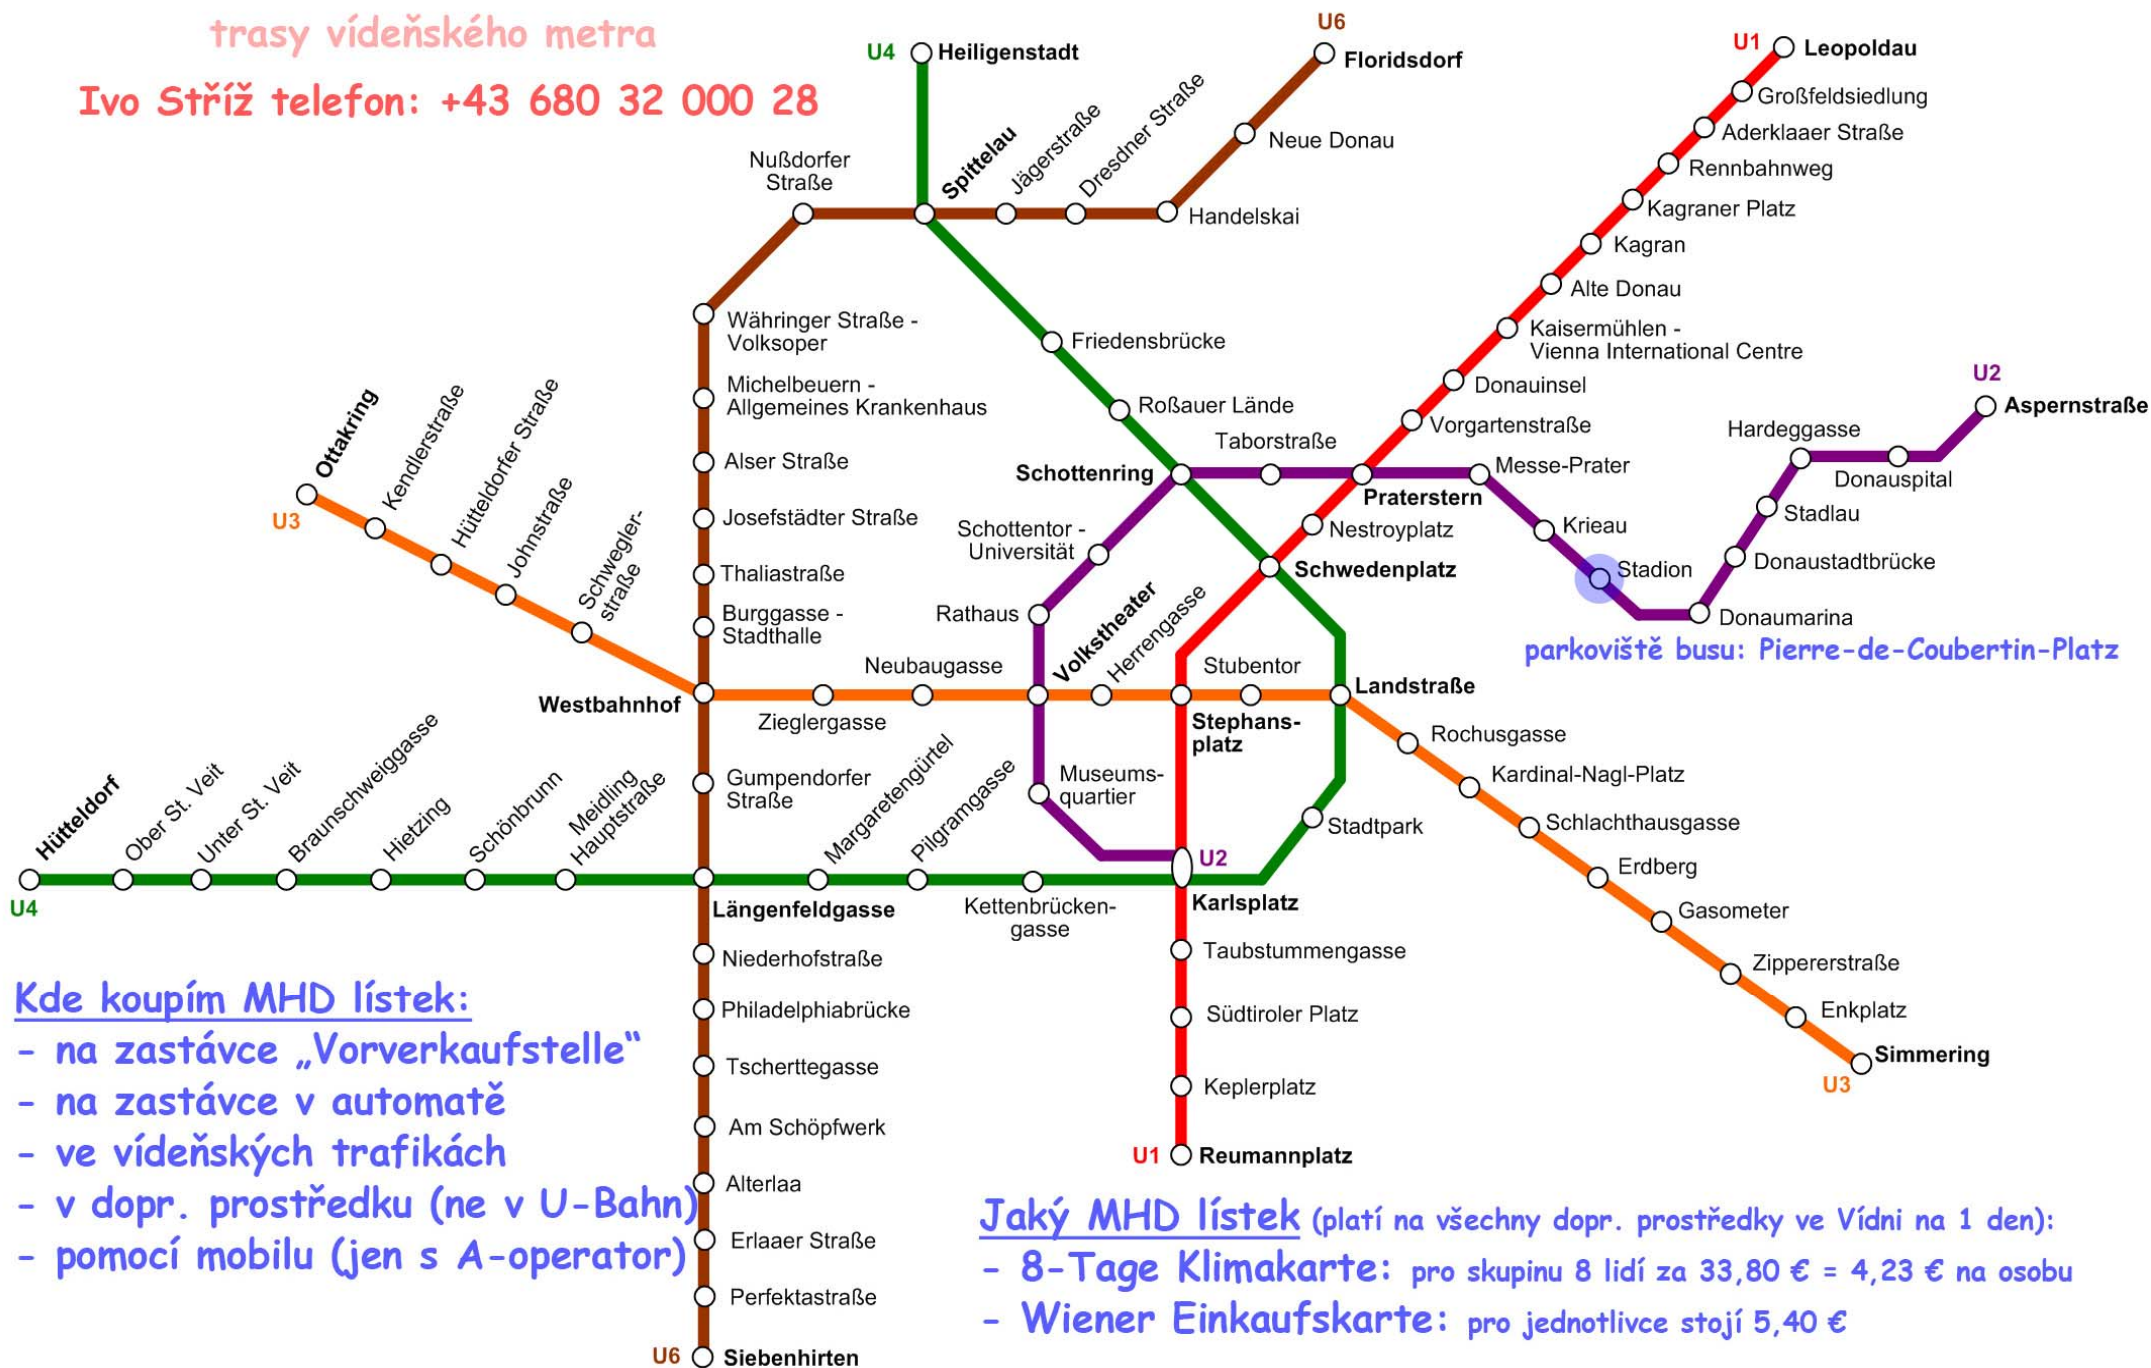 trasy vídeňského metra
Ivo Stříž telefon: +43 680 32 000 28
U4
Heiligenstadt
U6
Floridsdorf
U1
Leopoldau
Großfeldsiedlung
Aderklaaer Straße
Rennbahnweg
Kagraner Platz
Kagran
Alte Donau
Kaisermühlen -
Vienna International Centre
Donauinsel
Vorgartenstraße
Neue Donau
Handelskai
Dresdner Straße
Jägerstraße
Spittelau
Nußdorfer
Straße
Währinger Straße -
Volksoper
Michelbeuern -
Allgemeines Krankenhaus
Alser Straße
Josefstädter Straße
Thaliastraße
Burggasse -
Stadthalle
Friedensbrücke
Roßauer Lände
Taborstraße
Schottenring
Praterstern
Messe-Prater
Krieau
Stadion
Donaumarina
Donaustadtbrücke
Stadlau
Hardeggasse
Donauspital
U2
Aspernstraße
parkoviště busu: Pierre-de-Coubertin-Platz
Nestroyplatz
Schwedenplatz
Schottentor -
Universität
Rathaus
Volkstheater
Herrengasse
Stubentor
Landstraße
Stephans-
platz
Ottakring
U3
Kendlerstraße
Hütteldorfer Straße
Johnstraße
Schwegler-
straße
Westbahnhof
Zieglergasse
Neubaugasse
Museums-
quartier
Gumpendorfer
Straße
Hütteldorf
U4
Ober St. Veit
Unter St. Veit
Braunschweiggasse
Hietzing
Schönbrunn
Meidling
Hauptstraße
Längenfeldgasse
Margaretengürtel
Pilgramgasse
Kettenbrücken-
gasse
U2
Karlsplatz
Stadtpark
Rochusgasse
Kardinal-Nagl-Platz
Schlachthausgasse
Erdberg
Gasometer
Zippererstraße
Enkplatz
Simmering
U3
Taubstummengasse
Südtiroler Platz
Keplerplatz
U1
Reumannplatz
Niederhofstraße
Philadelphiabrücke
Tscherttegasse
Am Schöpfwerk
Alterlaa
Erlaaer Straße
Perfektastraße
U6
Siebenhirten
Kde koupím MHD lístek:
- na zastávce „Vorverkaufstelle“
- na zastávce v automatě
- ve vídeňských trafikách
- v dopr. prostředku (ne v U-Bahn)
- pomocí mobilu (jen s A-operator)
Jaký MHD lístek (platí na všechny dopr. prostředky ve Vídni na 1 den):
- 8-Tage Klimakarte: pro skupinu 8 lidí za 33,80 € = 4,23 € na osobu
- Wiener Einkaufskarte: pro jednotlivce stojí 5,40 €